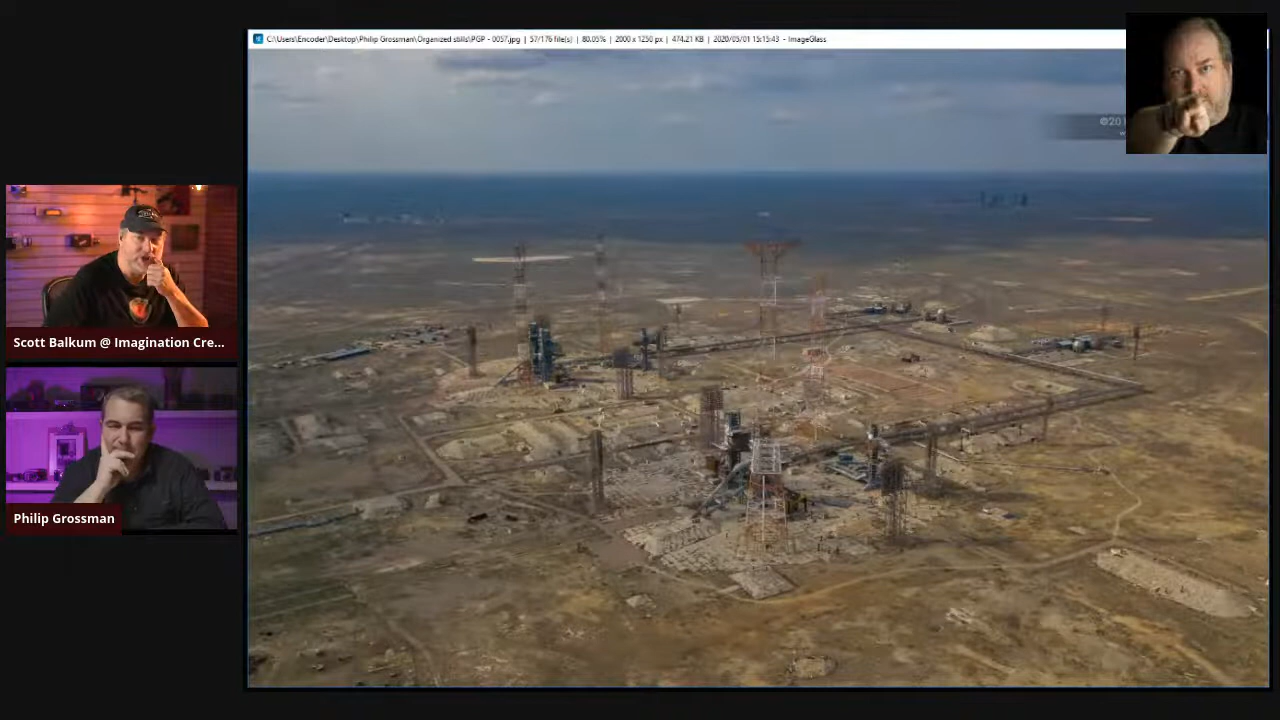 C:\Users\Encoder\Desktop\Philip Grossman\Organized stills\PGP - 0057.jpg | 57/176 file(s) | 80.05% | 2000 x 1250 px | 474.21 KB | 2020/05/01 15:15:43 - ImageGlass
©201
Scott Balkum @ Imagination Cre...
Philip Grossman